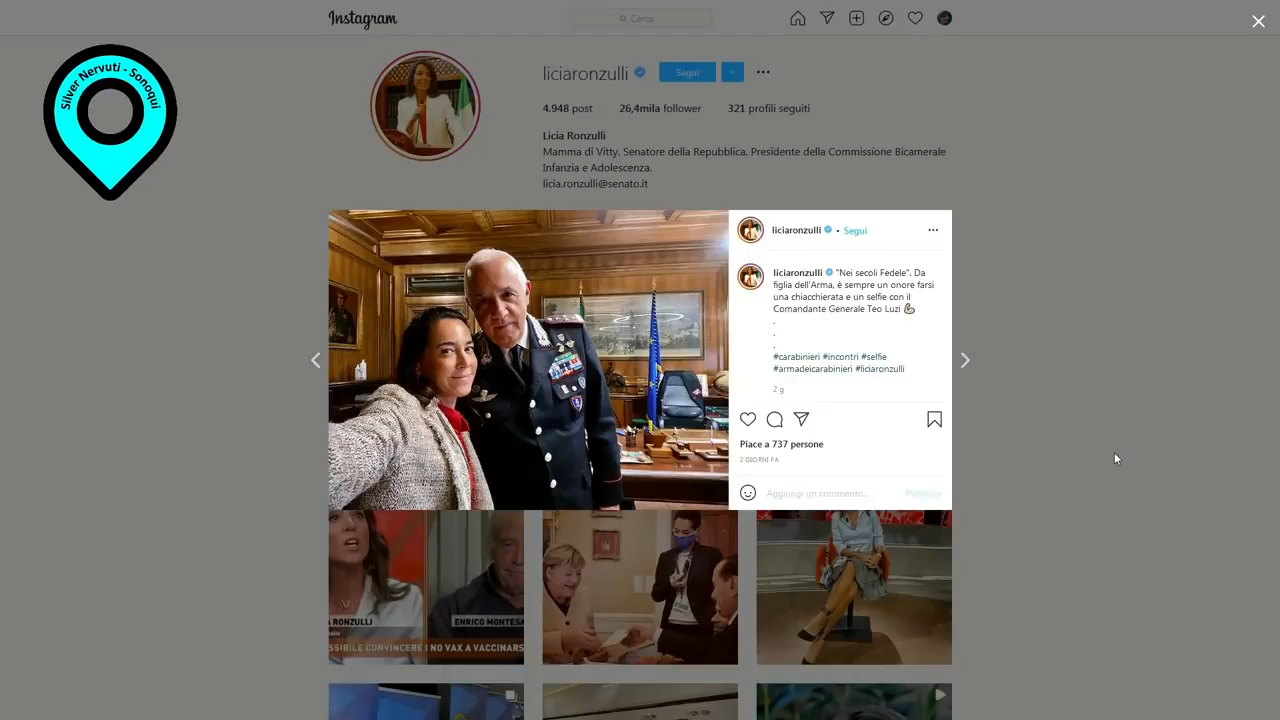 Instagram
Cerca
Silver Nervuti - Sonoqui
liciaronzulli
Segui
4.948 post
26,4mila follower
321 profili seguiti
Licia Ronzulli
Mamma di Vitty. Senatore della Repubblica. Presidente della Commissione Bicamerale
Infanzia e Adolescenza.
licia.ronzulli@senato.it
liciaronzulli • Segui
liciaronzulli "Nei secoli Fedele". Da
figlia dell'Arma, è sempre un onore farsi
una chiacchierata e un selfie con il
Comandante Generale Teo Luzi
.
.
.
#carabinieri #incontri #selfie
#armadeicarabinieri #liciaronzulli
2 g
Piace a 737 persone
2 GIORNI FA
Aggiungi un commento...
Pubblica
A RONZULLI
ENRICO MONTESA
SSIBILE CONVINCERE I NO VAX A VACCINARS